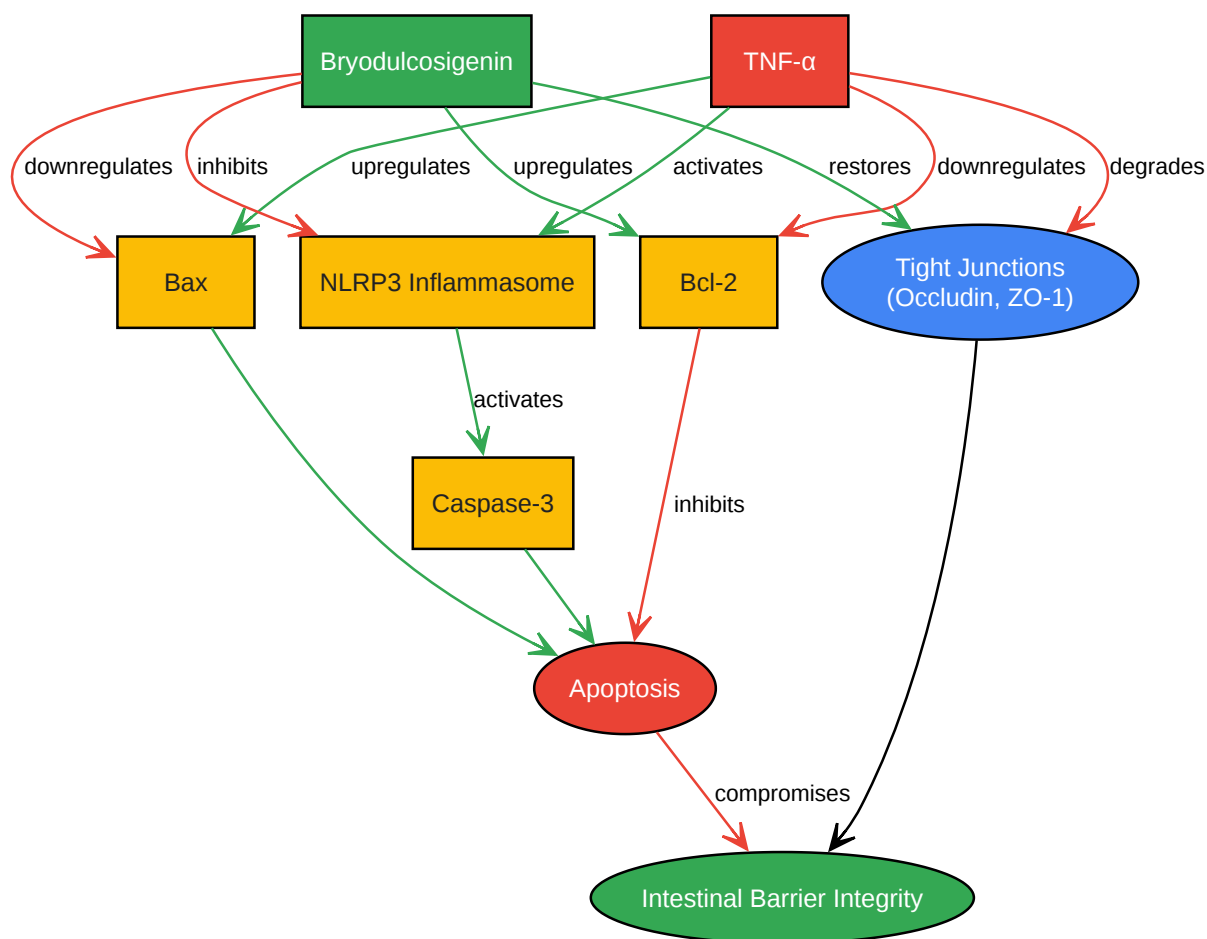 Bryodulcosigenin
TNF-α
downregulates
inhibits
upregulates
upregulates
activates
restores
downregulates
degrades
Bax
NLRP3 Inflammasome
Bcl-2
Tight Junctions
(Occludin, ZO-1)
activates
Caspase-3
inhibits
Apoptosis
compromises
Intestinal Barrier Integrity